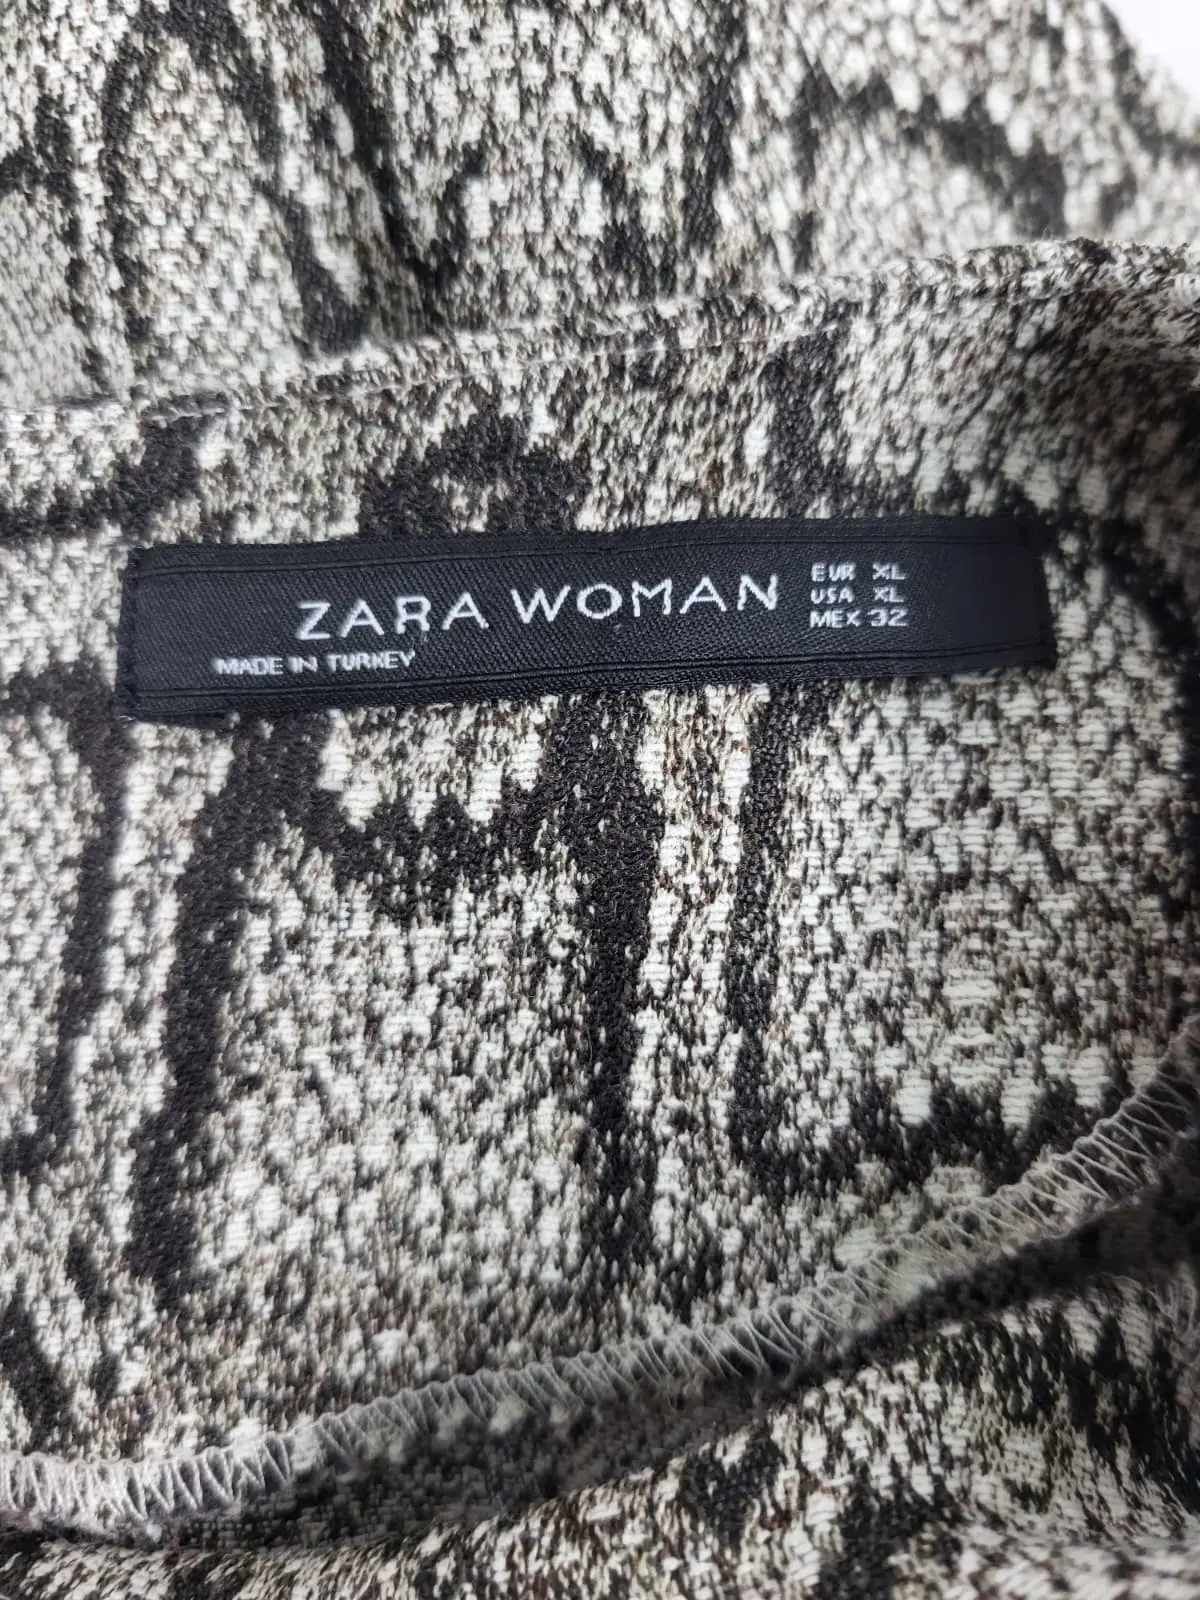 ZARA WOMAN
EUR XL
USA XL
MEX 32
MADE IN TURKEY